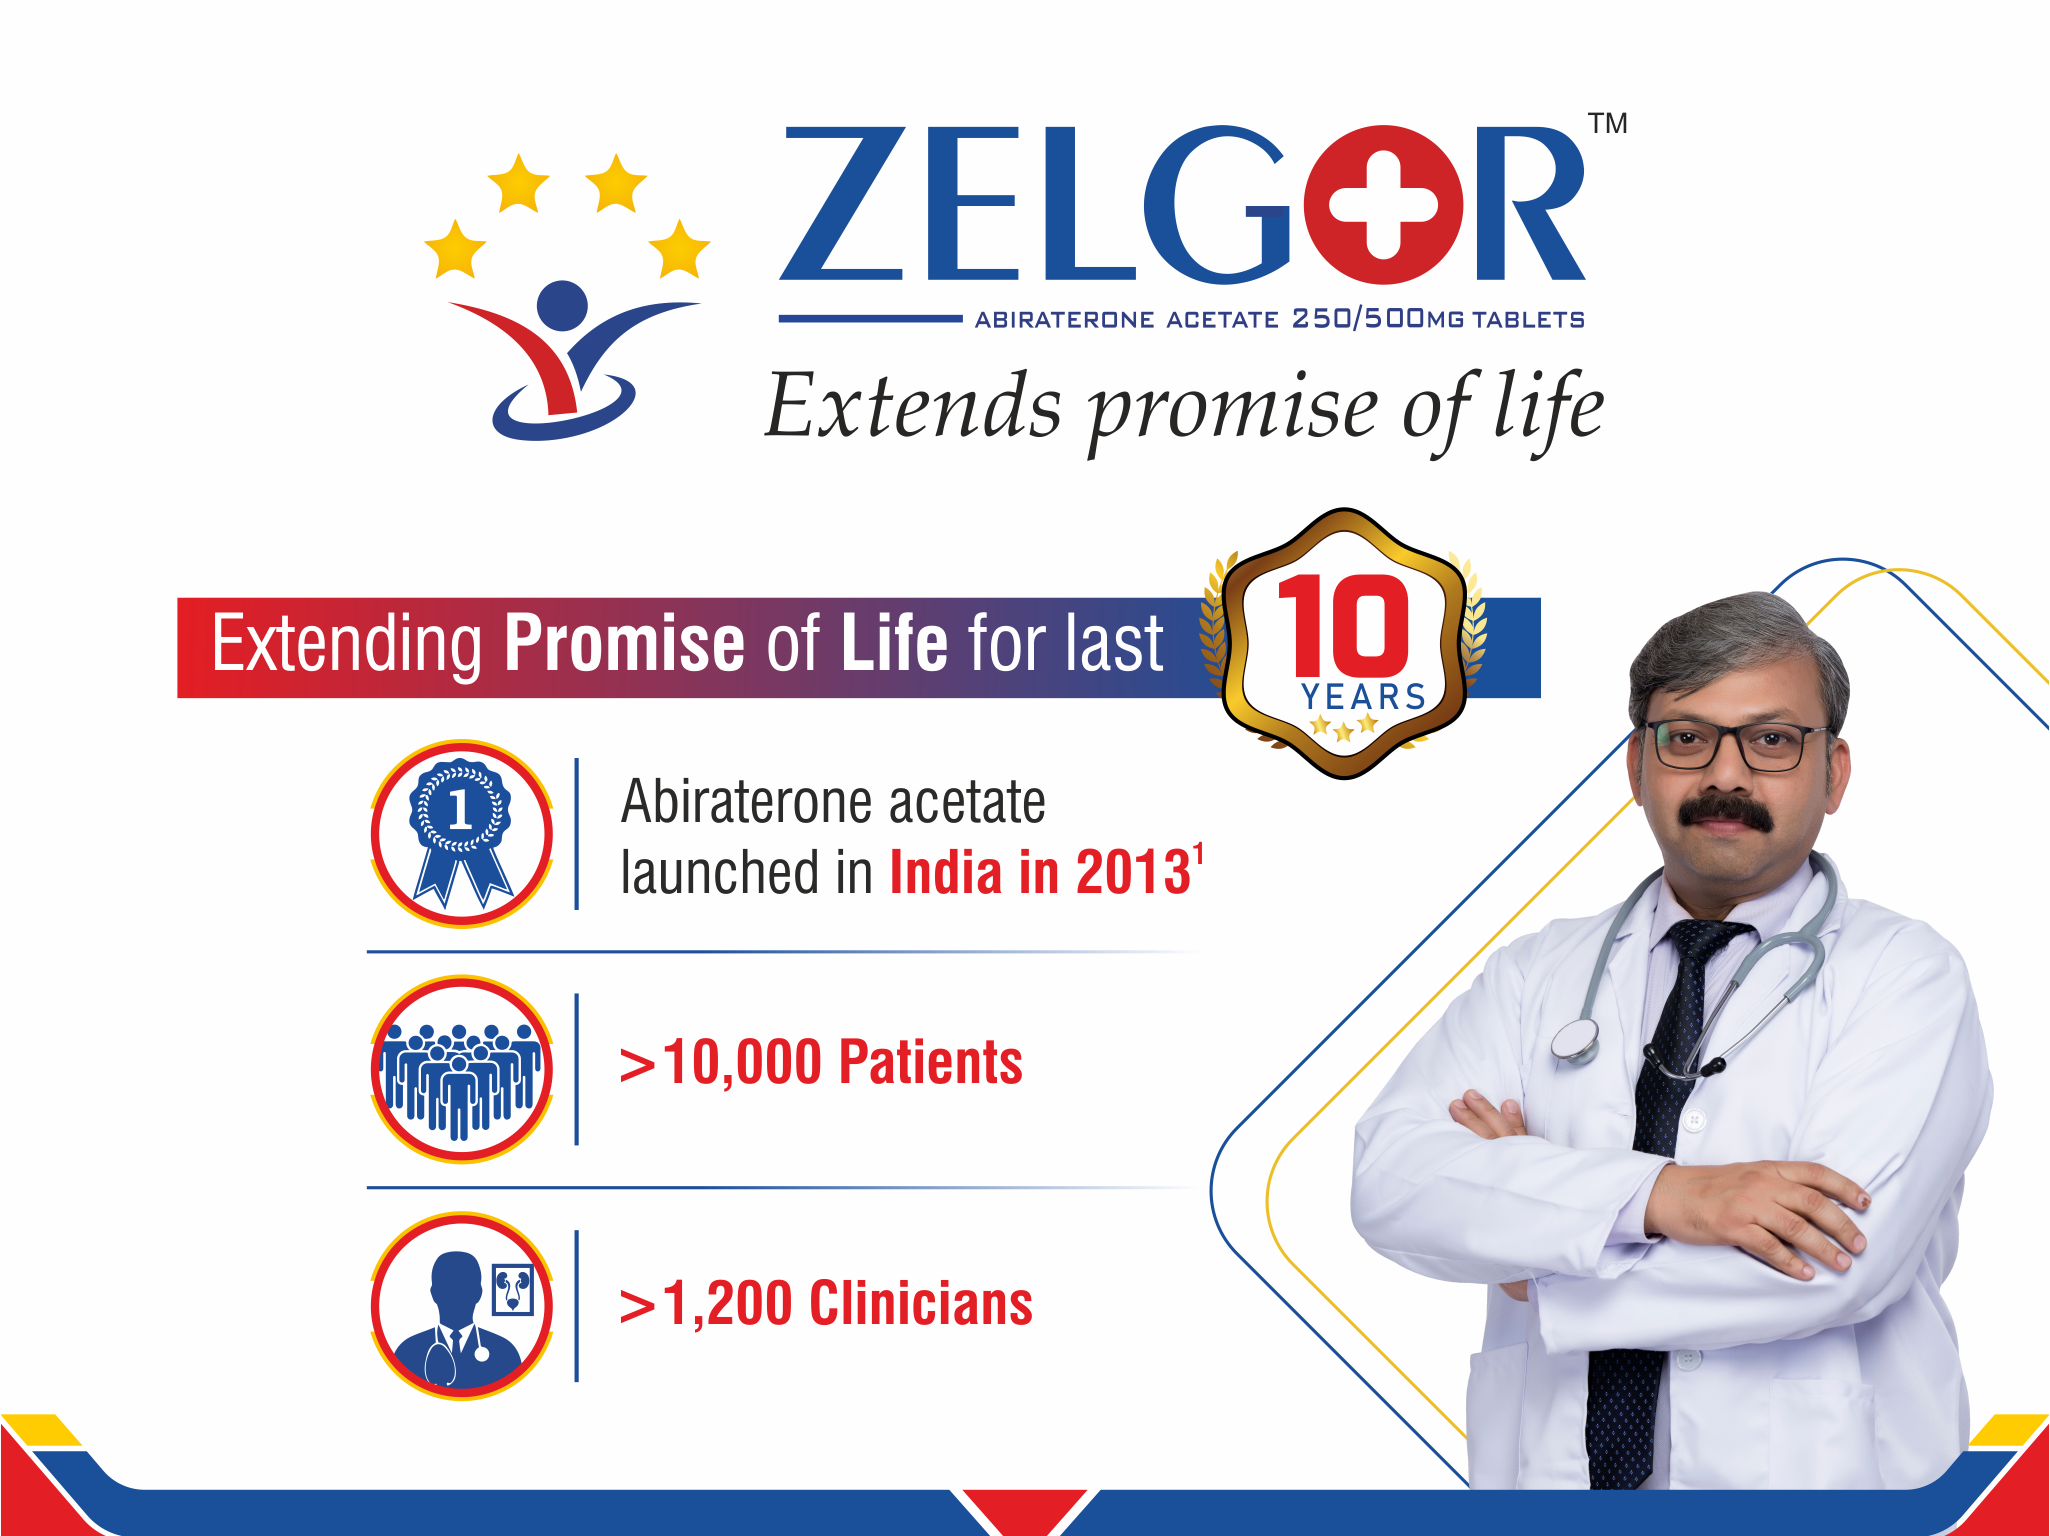 ZELGOR™
ABIRATERONE ACETATE 250/500MG TABLETS
Extends promise of life
Extending Promise of Life for last
10
YEARS
1
Abiraterone acetate
launched in India in 2013¹
>10,000 Patients
>1,200 Clinicians